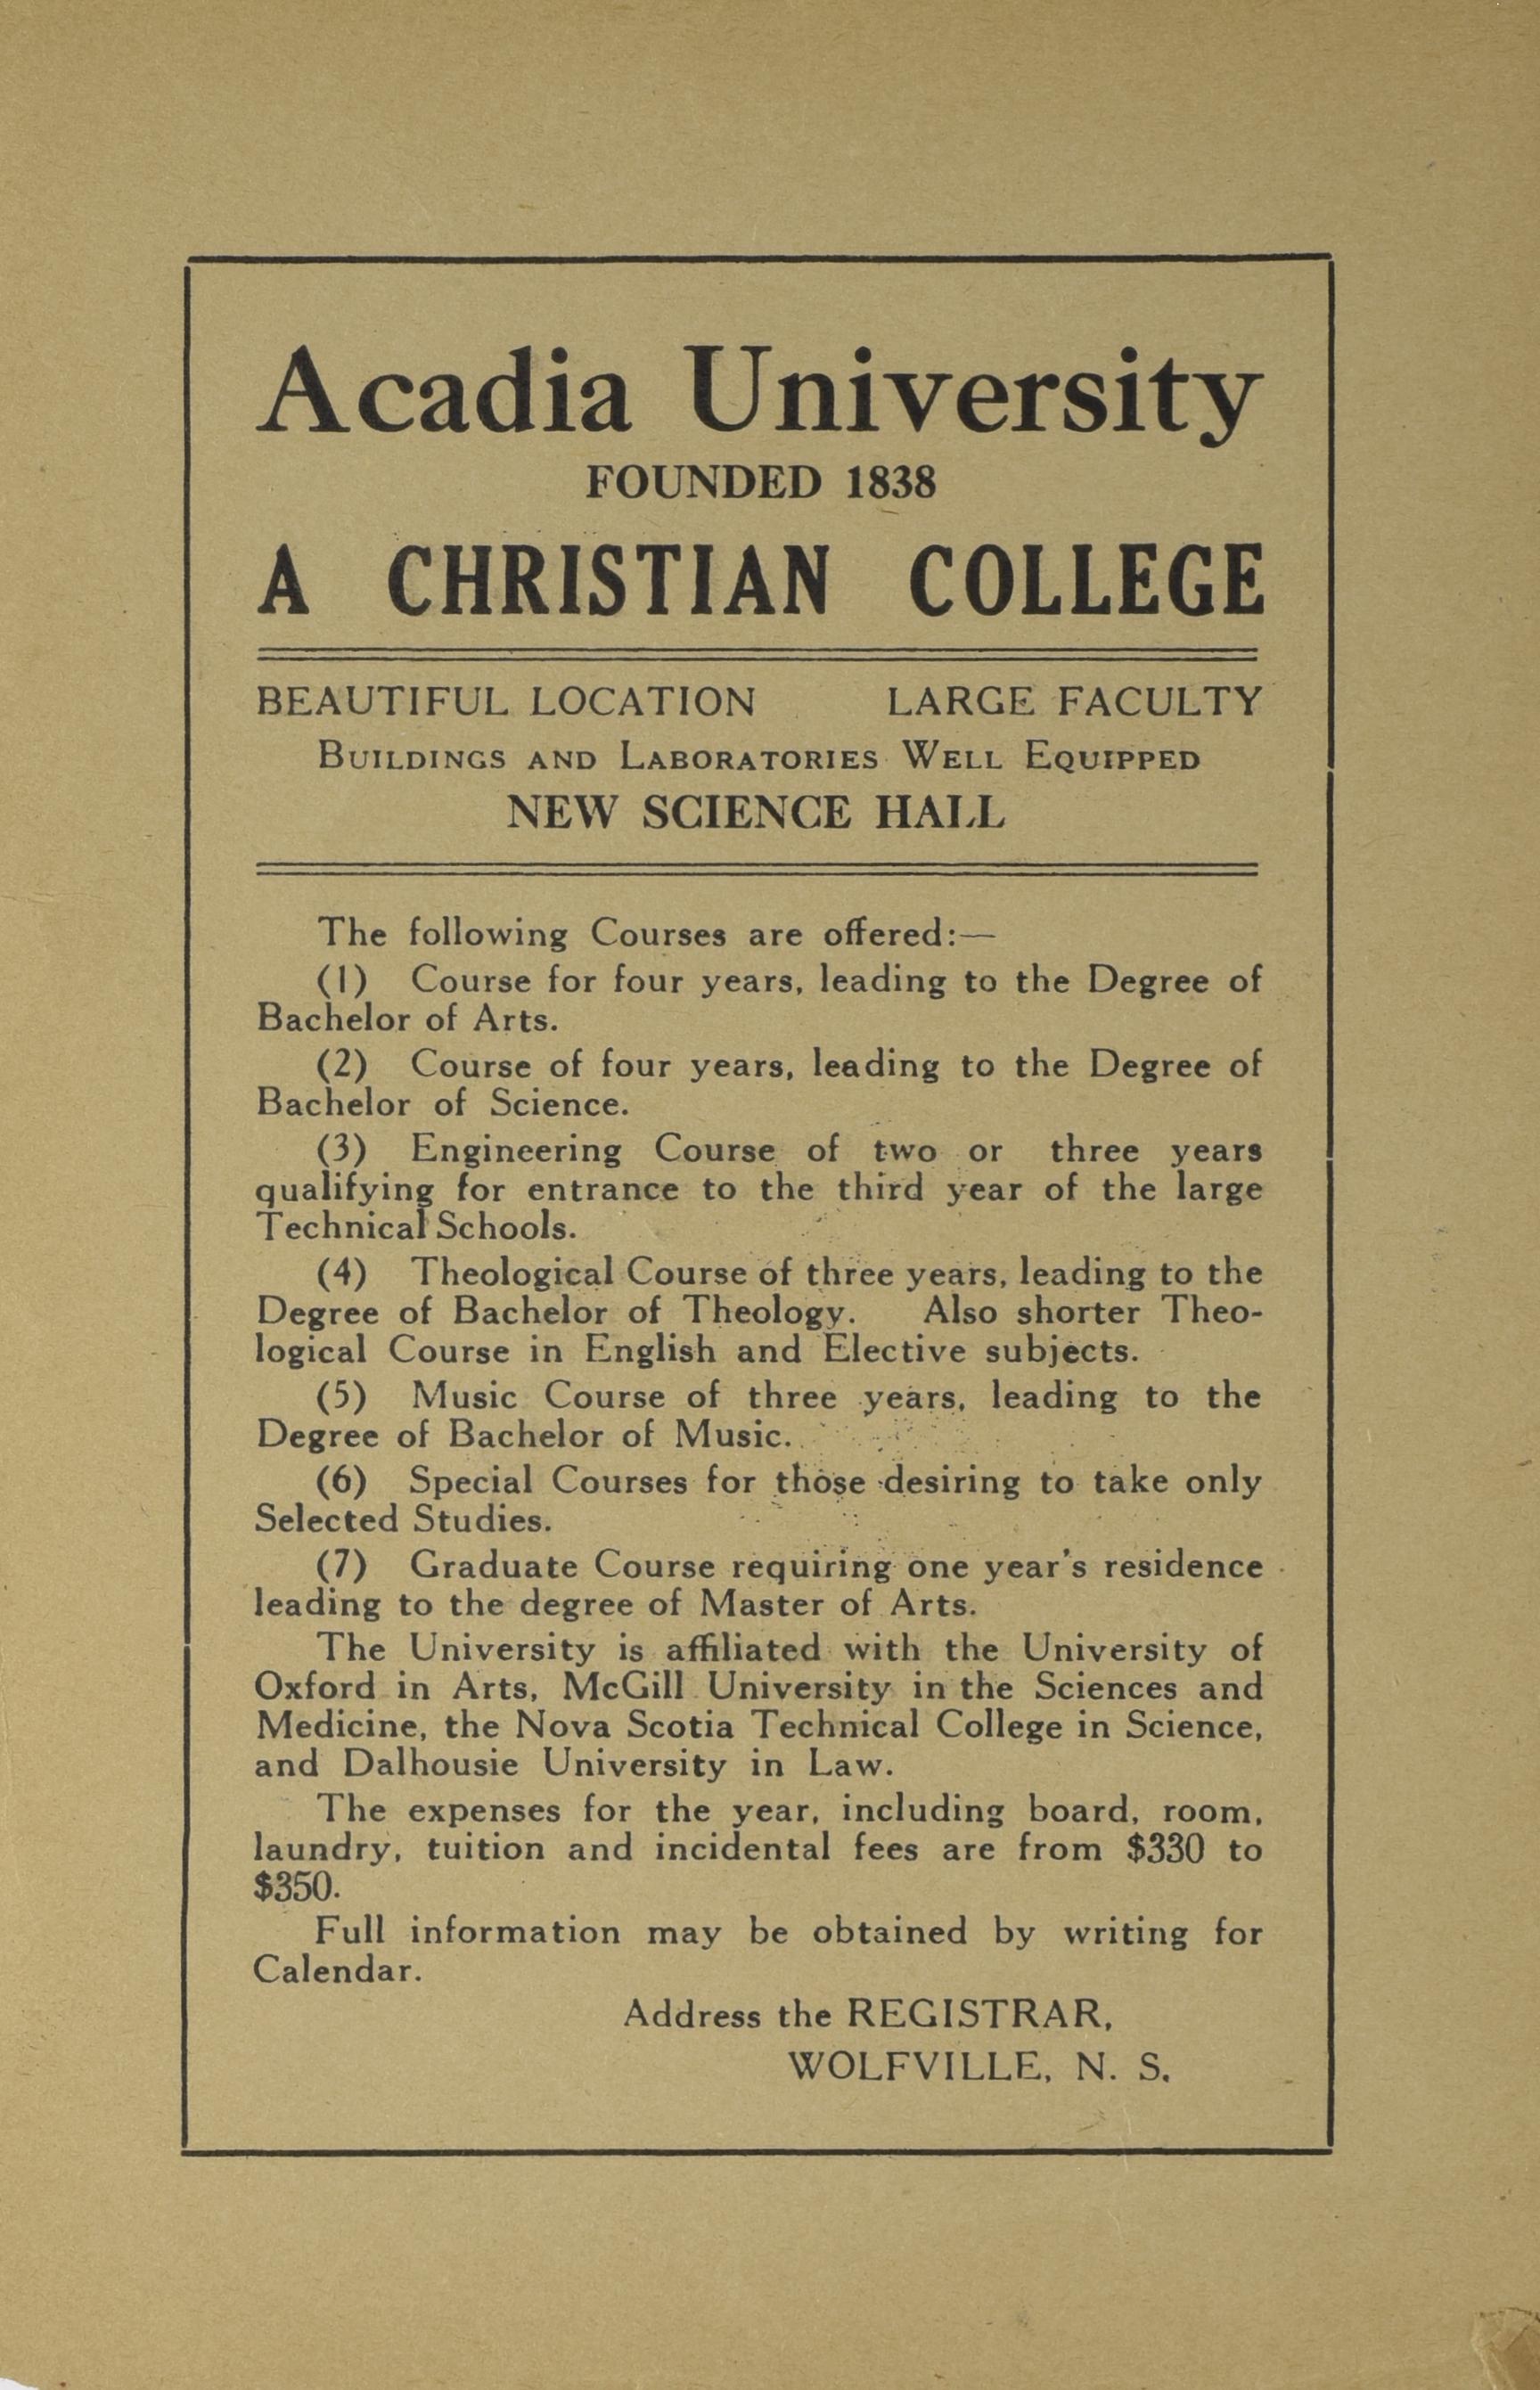 Acadia University
FOUNDED 1838
A CHRISTIAN COLLEGE
BEAUTIFUL LOCATION LARGE FACULTY
BUILDINGS AND LABORATORIES WELL EQUIPPED
NEW SCIENCE HALL
The following Courses are offered:—
(1) Course for four years, leading to the Degree of
Bachelor of Arts.
(2) Course of four years, leading to the Degree of
Bachelor of Science.
(3) Engineering Course of two or three years
qualifying for entrance to the third year of the large
Technical Schools.
(4) Theological Course of three years, leading to the
Degree of Bachelor of Theology. Also shorter Theo-
logical Course in English and Elective subjects.
(5) Music Course of three years, leading to the
Degree of Bachelor of Music.
(6) Special Courses for those desiring to take only
Selected Studies.
(7) Graduate Course requiring one year's residence
leading to the degree of Master of Arts.
The University is affiliated with the University of
Oxford in Arts, McGill University in the Sciences and
Medicine, the Nova Scotia Technical College in Science,
and Dalhousie University in Law.
The expenses for the year, including board, room,
laundry, tuition and incidental fees are from $330 to
$350.
Full information may be obtained by writing for
Calendar.
Address the REGISTRAR,
WOLFVILLE, N. S.